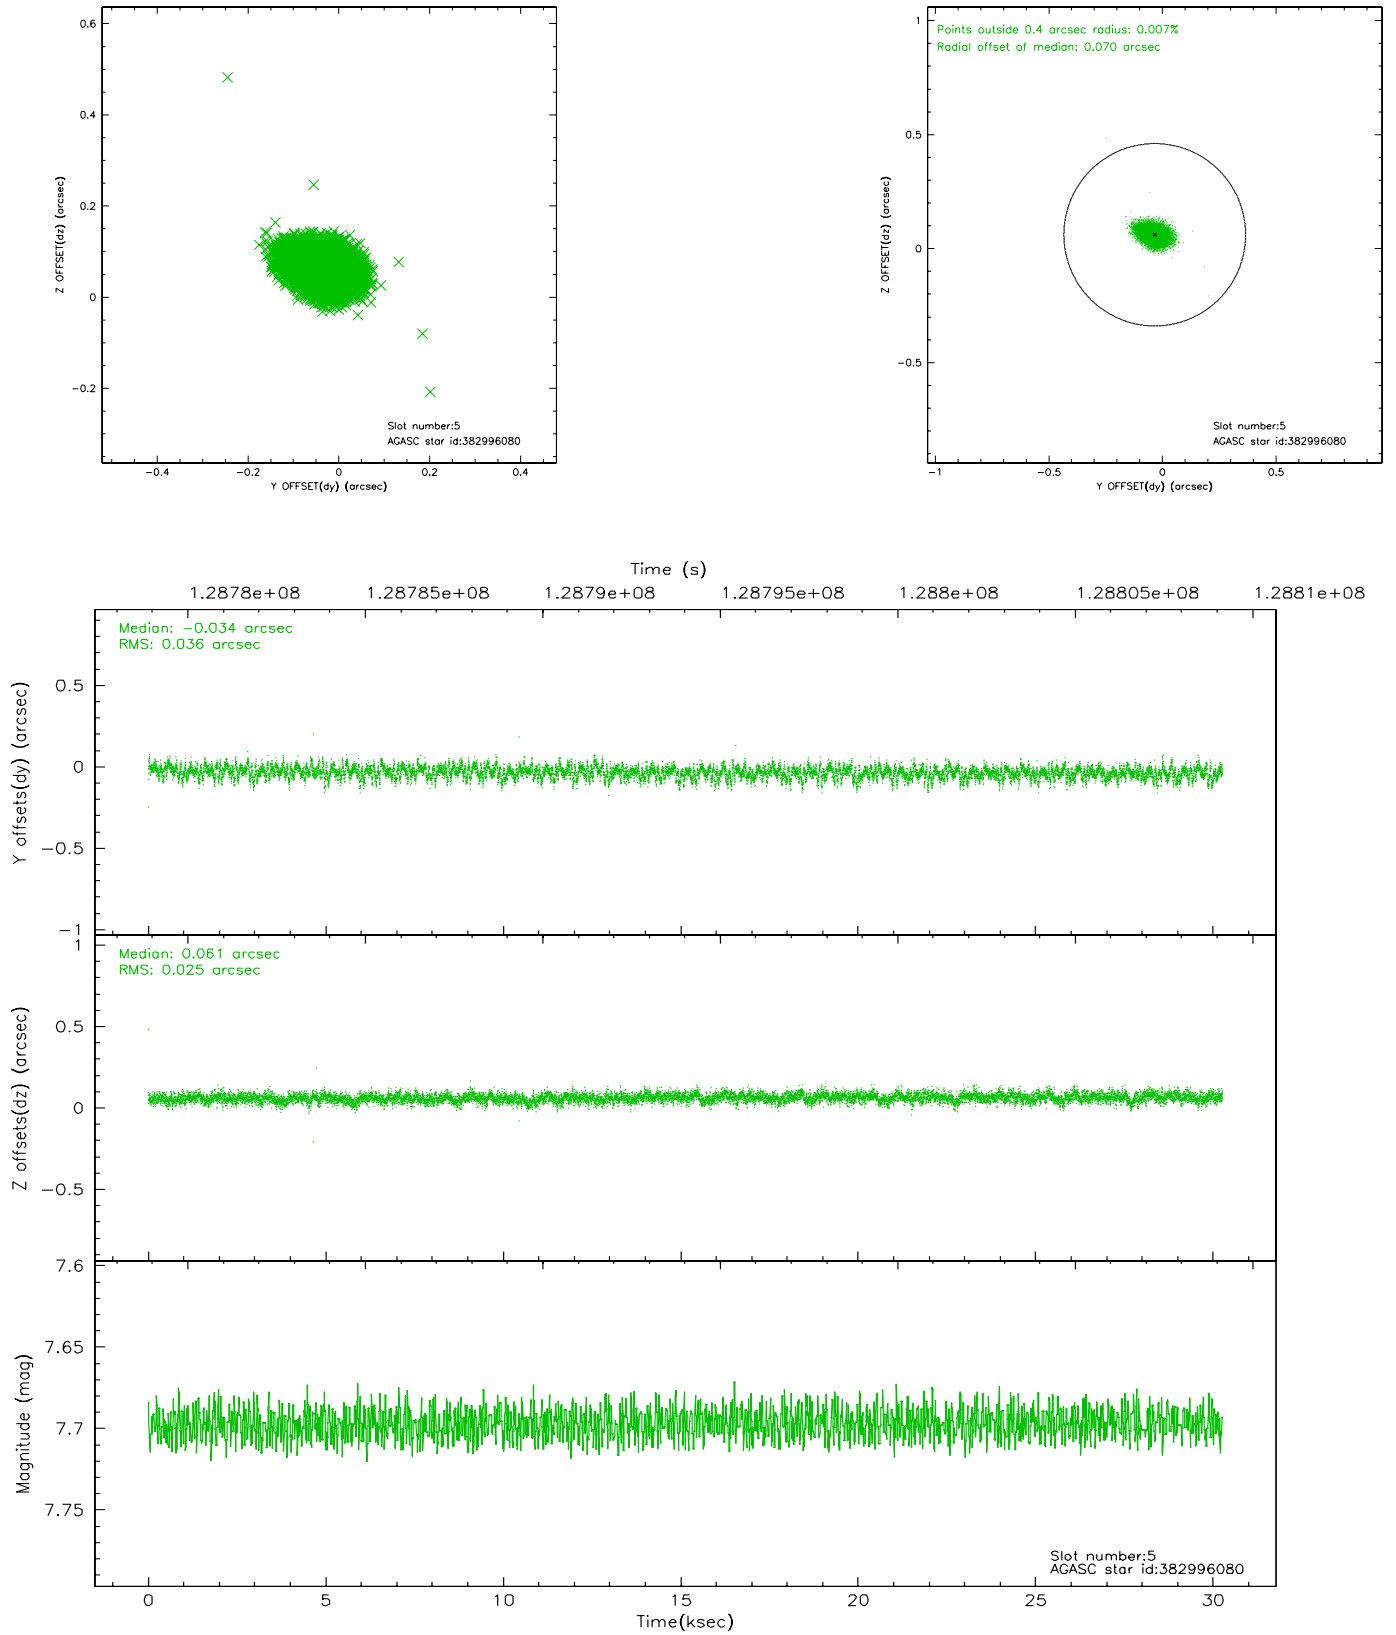 0.6
0.4
0.2
0
−0.2
Z OFFSET(dz) (arcsec)
−0.4 −0.2 0 0.2 0.4
Y OFFSET(dy) (arcsec)
Slot number:5
AGASC star id:382996080
Points outside 0.4 arcsec radius: 0.007%
Radial offset of median: 0.070 arcsec
1
0.5
0
−0.5
Z OFFSET(dz) (arcsec)
−1 −0.5 0 0.5
Y OFFSET(dy) (arcsec)
Slot number:5
AGASC star id:382996080
Time (s)
1.2878e+08 1.28785e+08 1.2879e+08 1.28795e+08 1.288e+08 1.28805e+08 1.2881e+08
Median: −0.034 arcsec
RMS: 0.036 arcsec
0.5
0
−0.5
−1
Y offsets(dy) (arcsec)
Median: 0.061 arcsec
RMS: 0.025 arcsec
1
0.5
0
−0.5
Z offsets(dz) (arcsec)
7.6
7.65
7.7
7.75
Magnitude (mag)
Slot number:5
AGASC star id:382996080
0 5 10 15 20 25 30
Time(ksec)